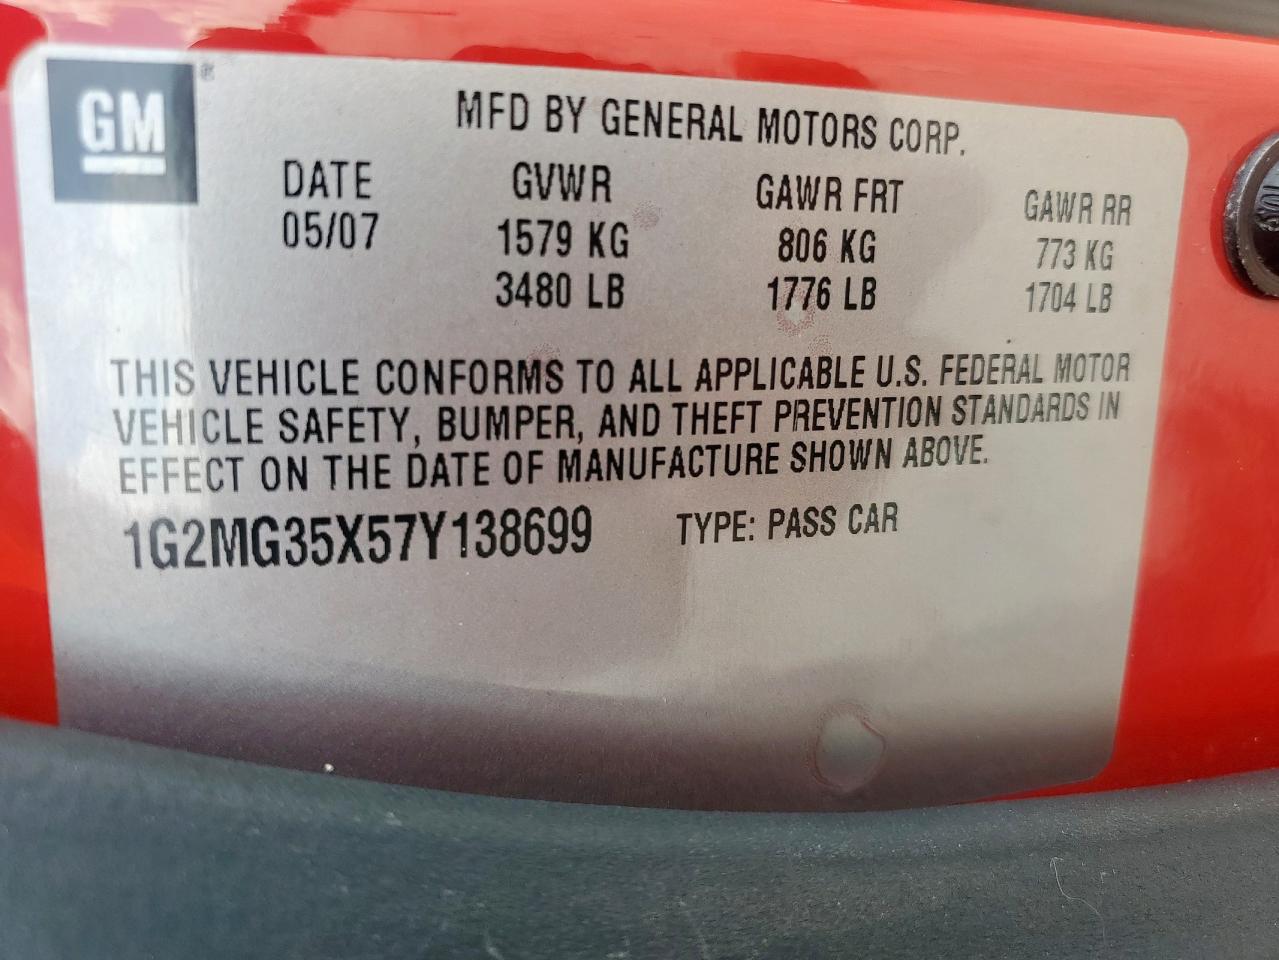 GM
MFD BY GENERAL MOTORS CORP.
DATE GVWR GAWR FRT GAWR RR
05/07 1579 KG 806 KG 773 KG
3480 LB 1776 LB 1704 LB
THIS VEHICLE CONFORMS TO ALL APPLICABLE U.S. FEDERAL MOTOR
VEHICLE SAFETY, BUMPER, AND THEFT PREVENTION STANDARDS IN
EFFECT ON THE DATE OF MANUFACTURE SHOWN ABOVE.
1G2MG35X57Y138699 TYPE: PASS CAR